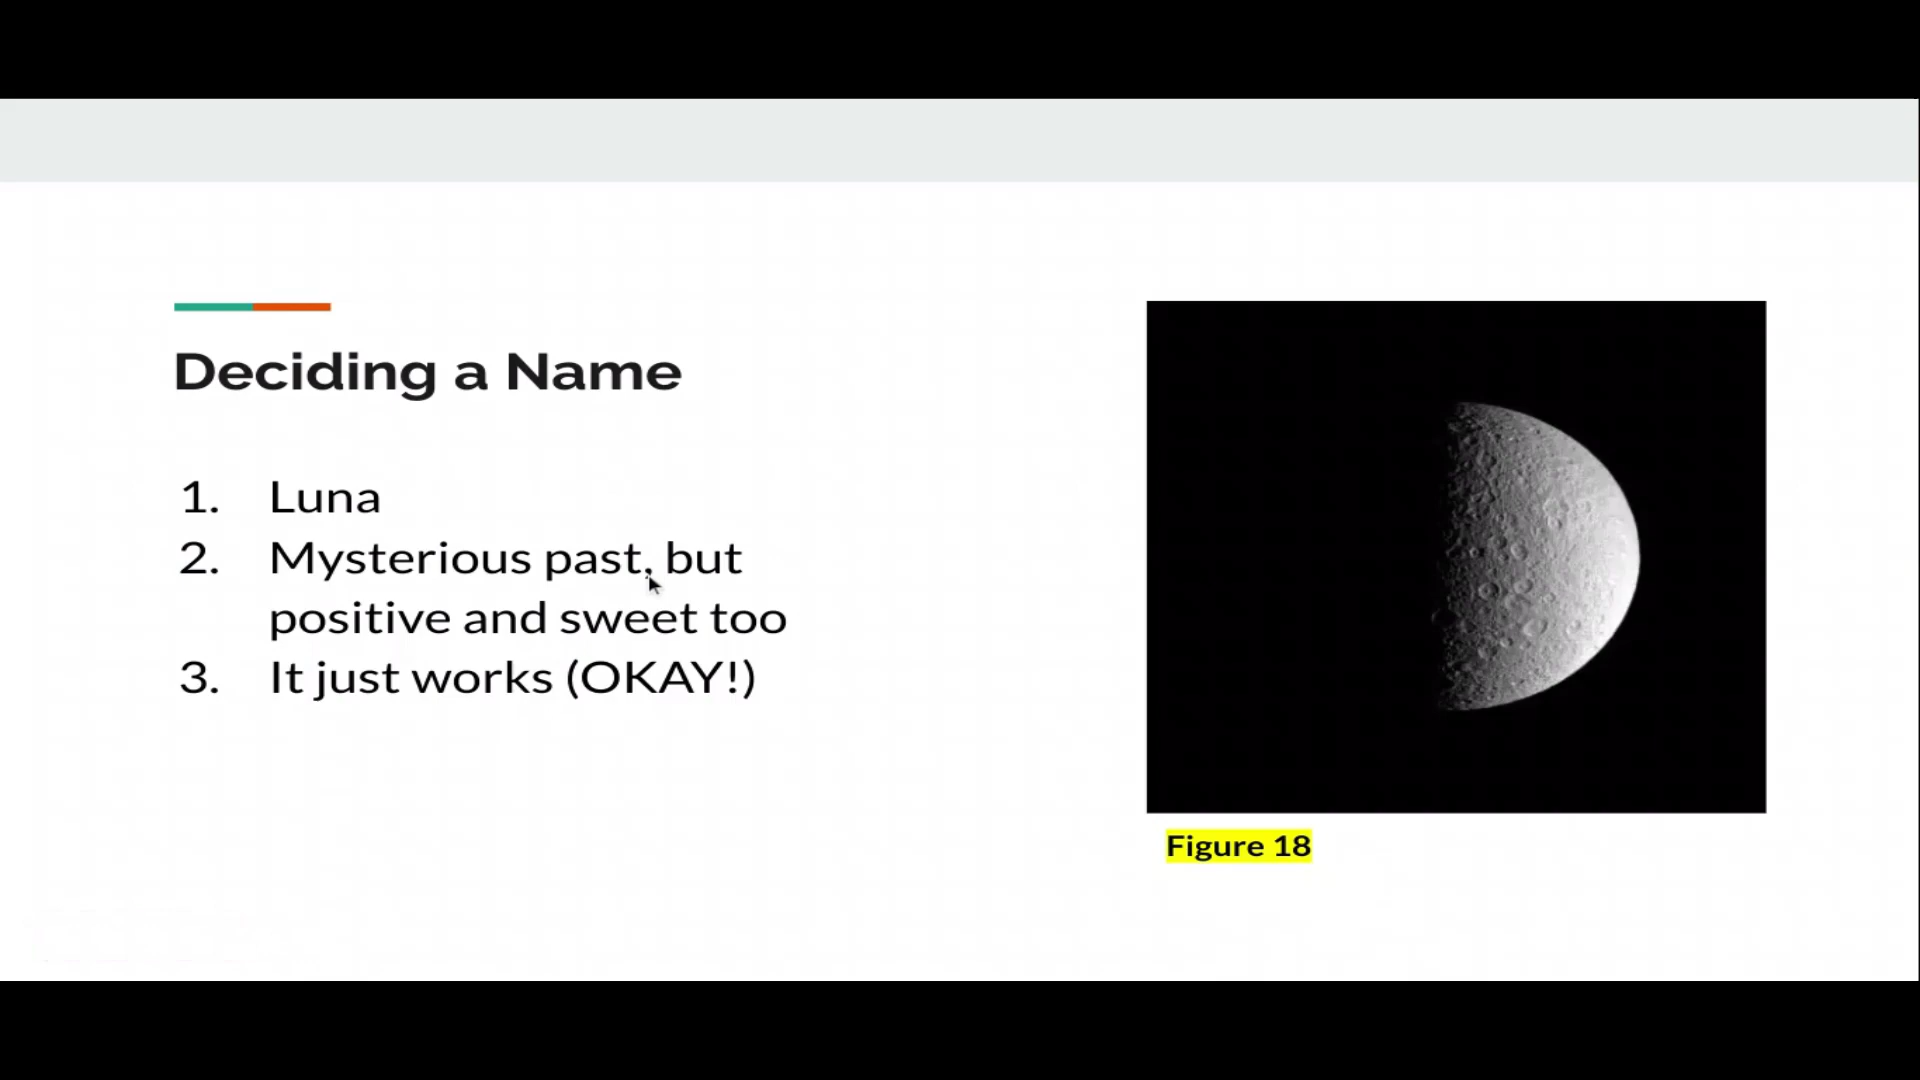 Deciding a Name
1. Luna
2. Mysterious past, but
positive and sweet too
3. It just works (OKAY!)
Figure 18